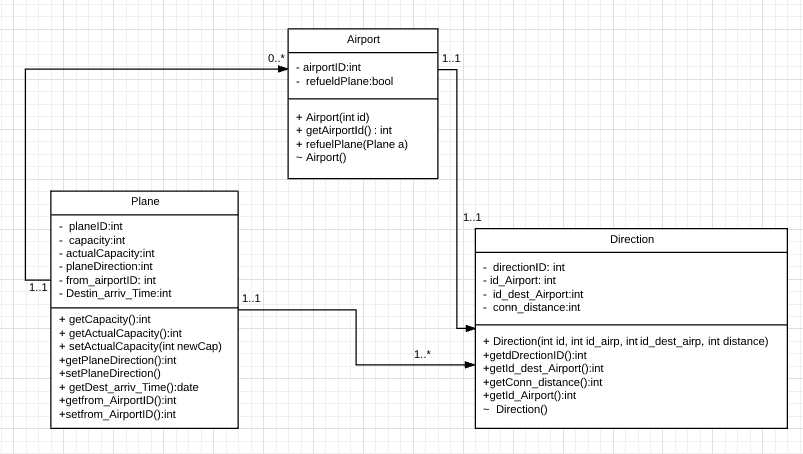 Airport
- airportID:int
- refueldPlane:bool
+ Airport(int id)
+ getAirportId() : int
+ refuelPlane(Plane a)
~ Airport()
0..*
1..1
1..1
Plane
- planeID:int
- capacity:int
- actualCapacity:int
- planeDirection:int
- from_airportID: int
- Destin_arriv_Time:int
+ getCapacity():int
+ getActualCapacity():int
+ setActualCapacity(int newCap)
+getPlaneDirection():int
+setPlaneDirection()
+ getDest_arriv_Time():date
+getfrom_AirportID():int
+setfrom_AirportID():int
1..1
1..1
1..*
Direction
- directionID: int
- id_Airport: int
- id_dest_Airport:int
- conn_distance:int
+ Direction(int id, int id_airp, int id_dest_airp, int distance)
+getdDrectionID():int
+getId_dest_Airport():int
+getConn_distance():int
+getId_Airport():int
~ Direction()